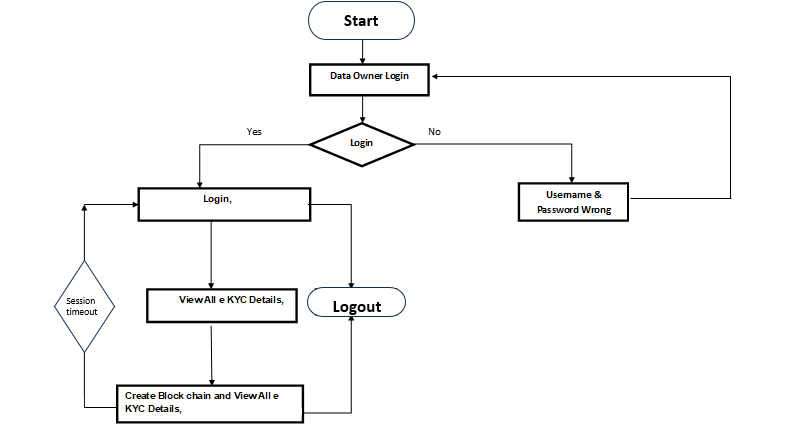 Start
Data Owner Login
Yes
No
Login
Login,
Username &
Password Wrong
View All e KYC Details,
Session
timeout
Logout
Create Block chain and View All e
KYC Details,